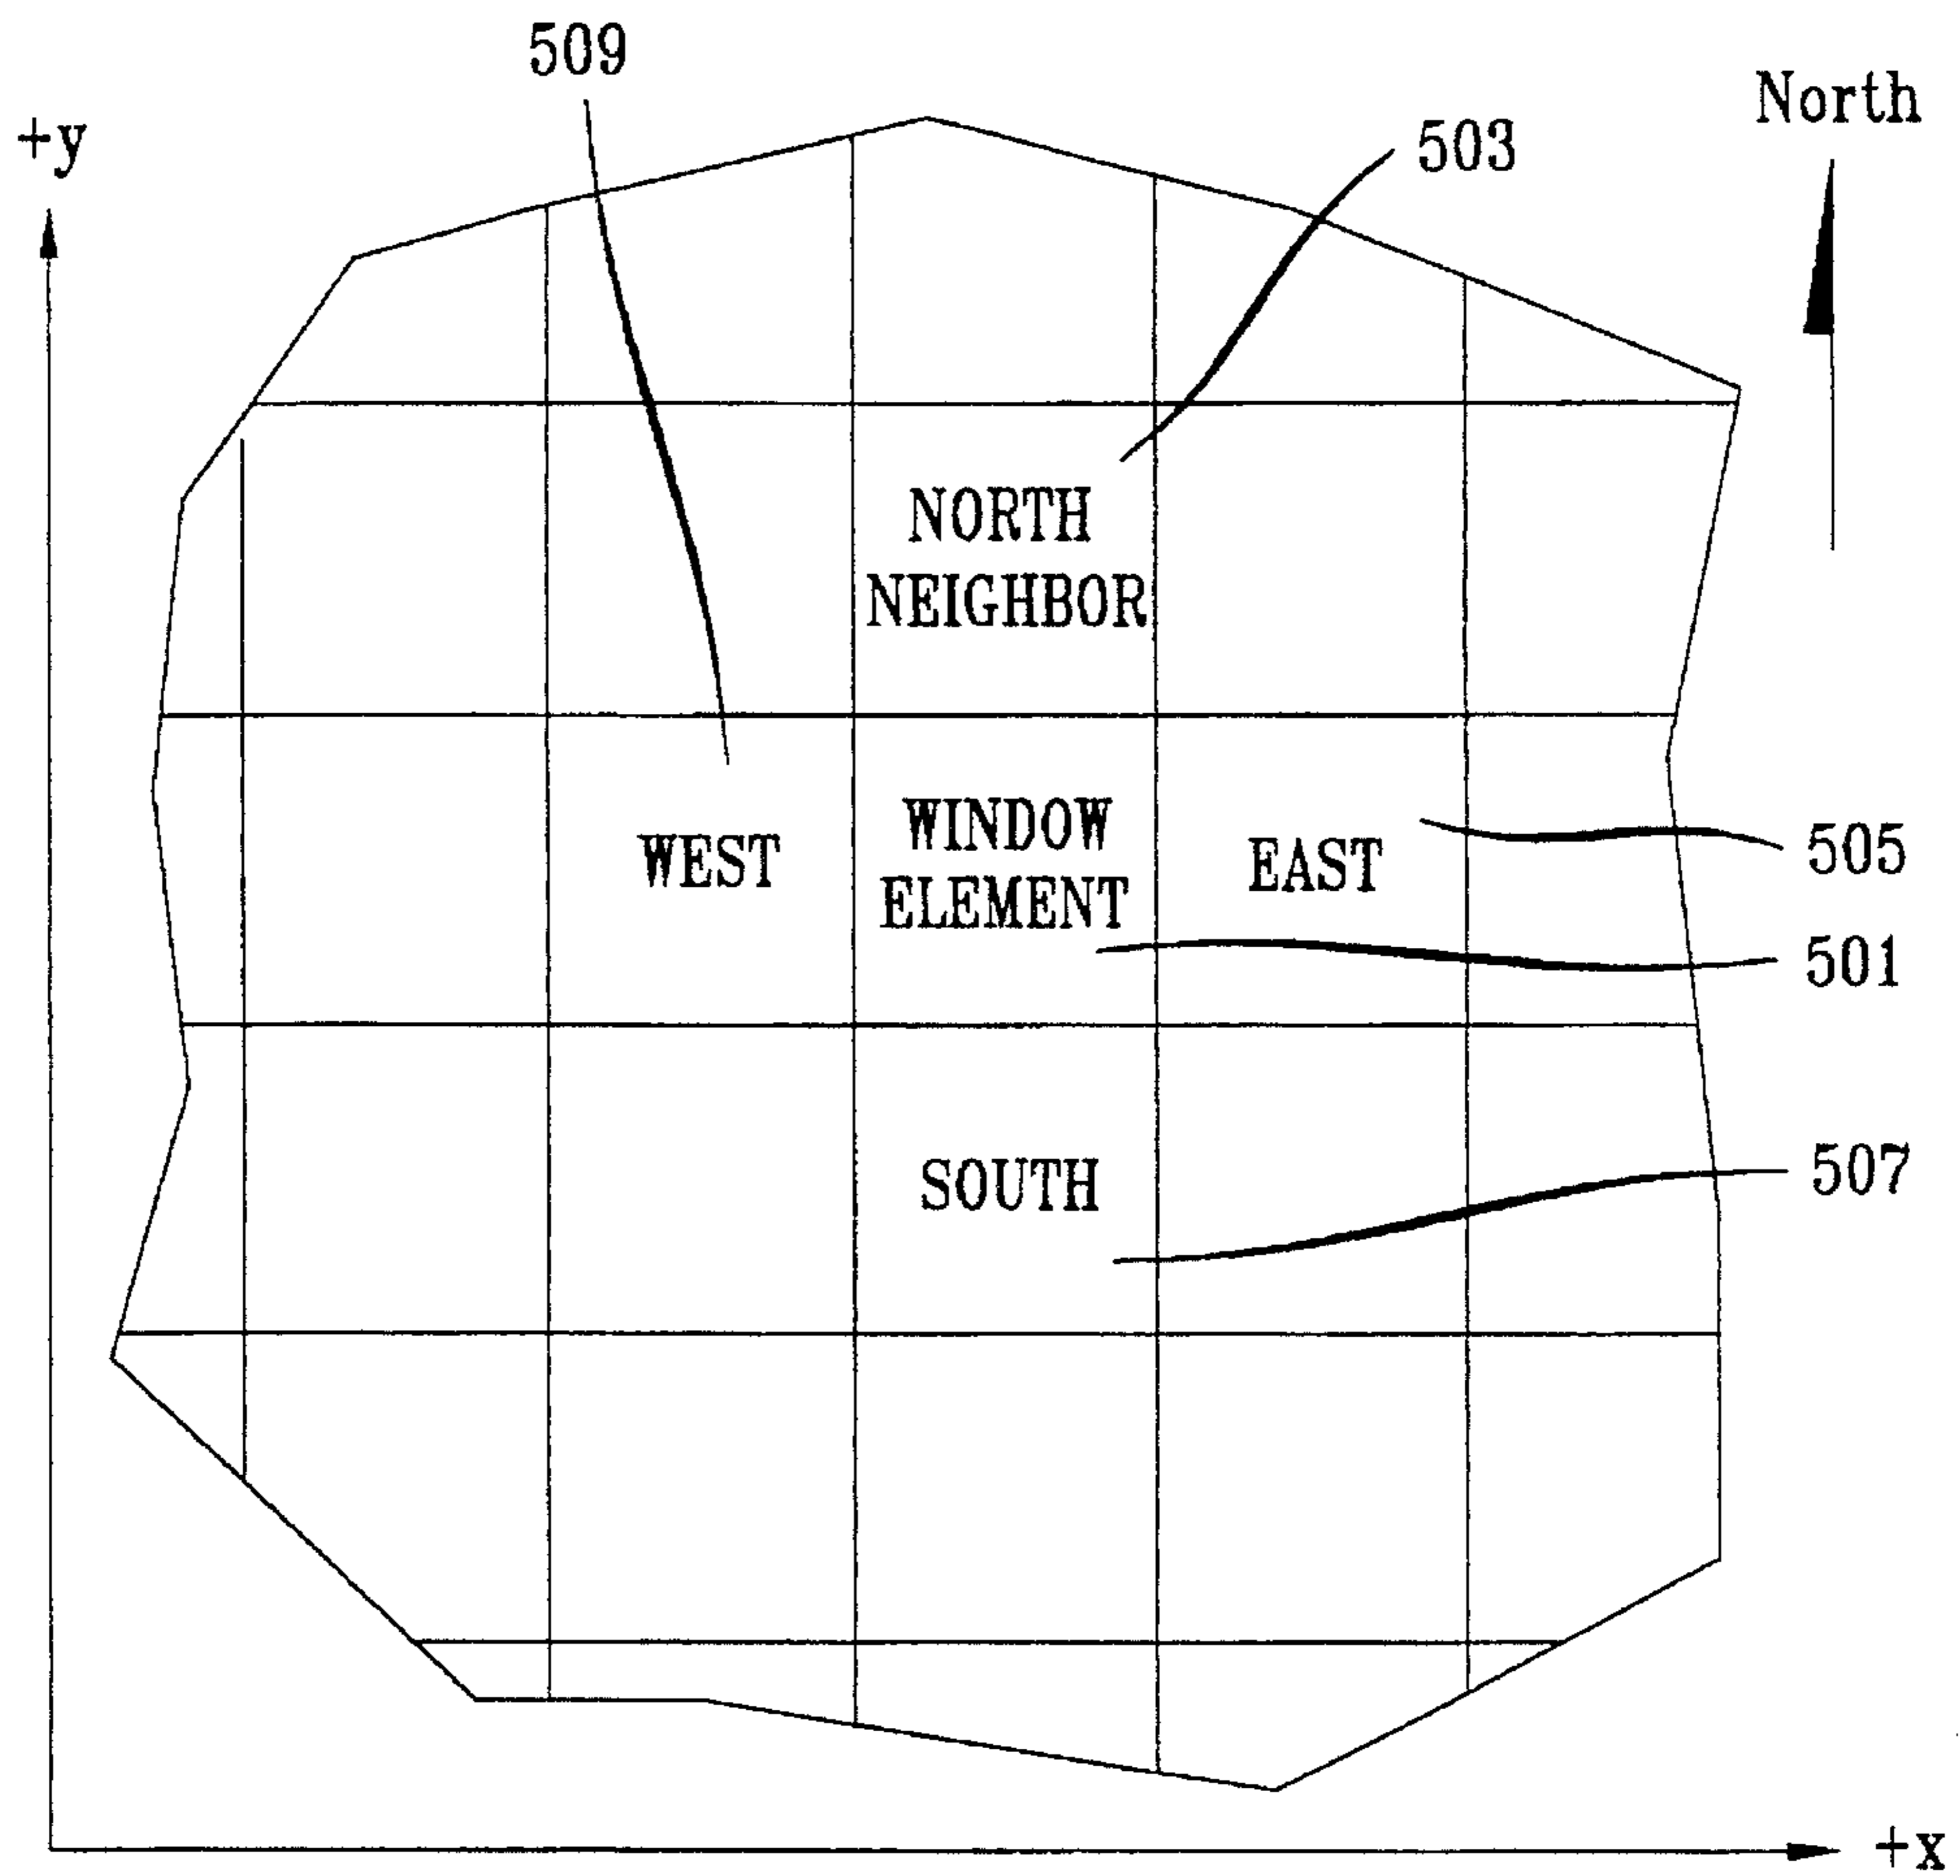 509
North
+y
503
NORTH
NEIGHBOR
WINDOW
ELEMENT
WEST
EAST
505
501
SOUTH
507
+x